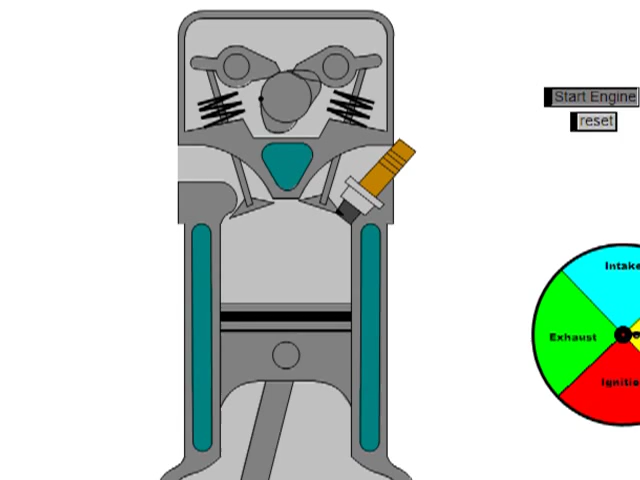 Start Engine
reset
Intake
Exhaust
Ignitio